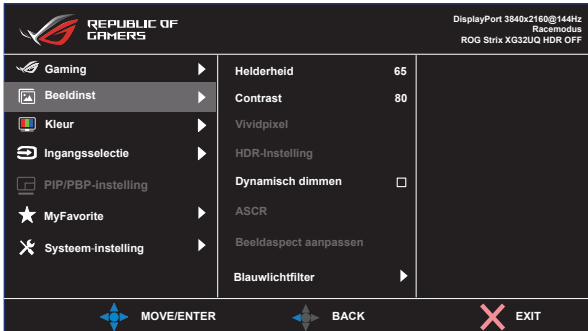 REPUBLIC OF
GAMERS
DisplayPort 3840x2160@144Hz
Racemodus
ROG Strix XG32UQ HDR OFF
Gaming
Beeldinst
Kleur
Ingangsselectie
PIP/PBP-instelling
MyFavorite
Systeem-instelling
Helderheid 65
Contrast 80
Vividpixel
HDR-Instelling
Dynamisch dimmen
ASCR
Beeldaspect aanpassen
Blauwlichtfilter
MOVE/ENTER
BACK
EXIT